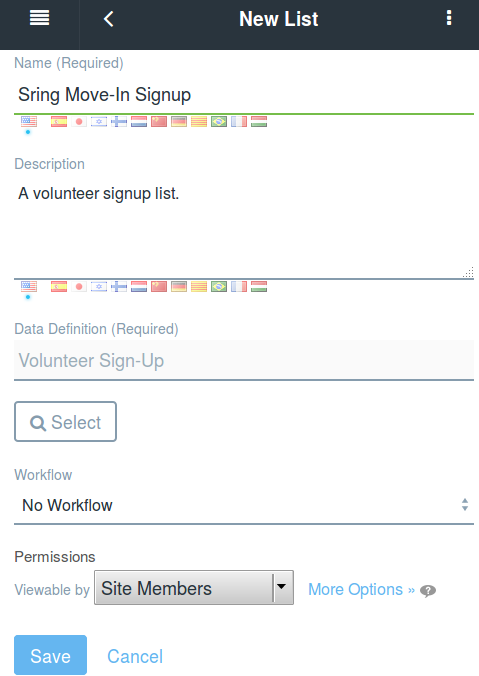 New List
Name (Required)
Sring Move-In Signup
Description
A volunteer signup list.
Data Definition (Required)
Volunteer Sign-Up
Select
Workflow
No Workflow
Permissions
Viewable by Site Members More Options » ?
Save Cancel